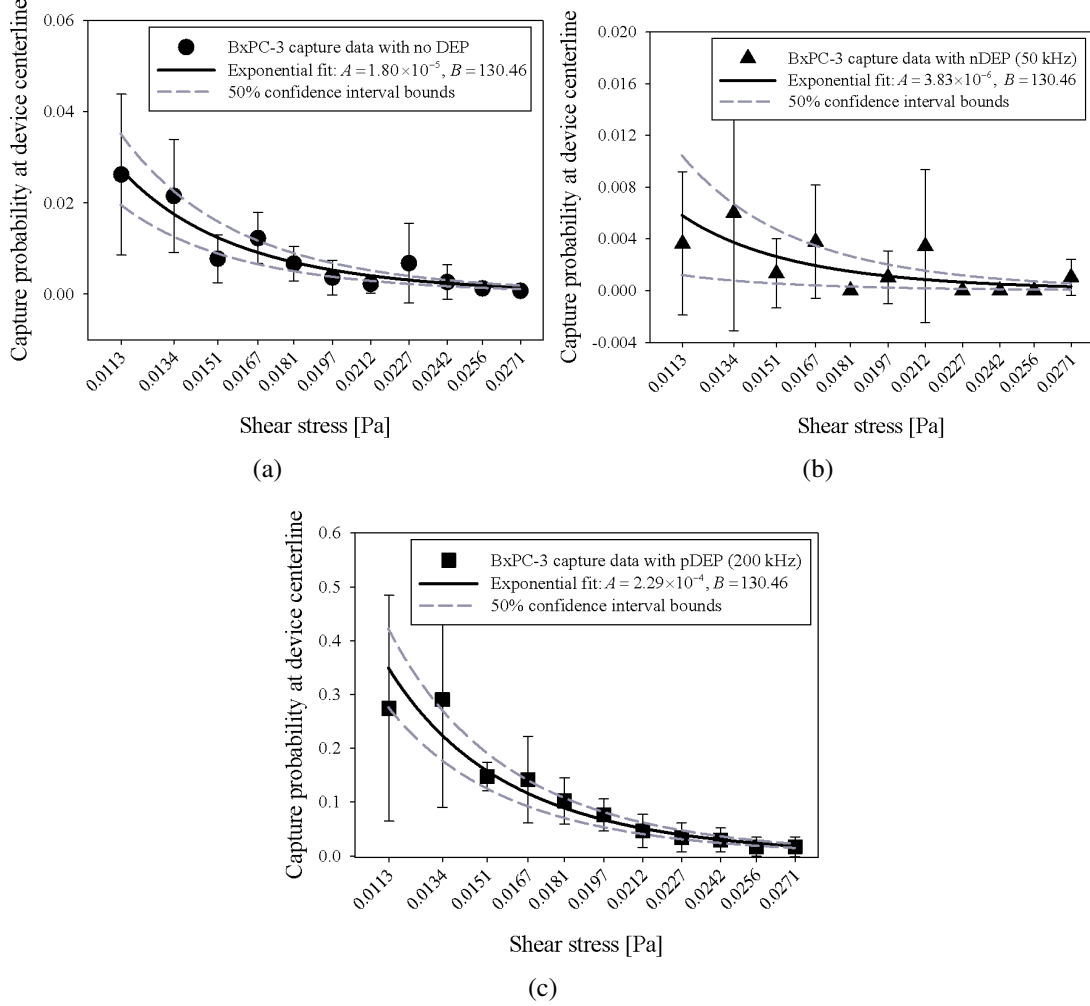 0.06
0.04
0.02
0.00
Capture probability at device centerline
BxPC-3 capture data with no DEP
Exponential fit: A = 1.80×10⁻⁵, B = 130.46
50% confidence interval bounds
0.0113 0.0134 0.0151 0.0167 0.0181 0.0197 0.0212 0.0227 0.0242 0.0256 0.0271
Shear stress [Pa]
(a)
0.020
0.016
0.012
0.008
0.004
0.000
-0.004
Capture probability at device centerline
BxPC-3 capture data with nDEP (50 kHz)
Exponential fit: A = 3.83×10⁻⁶, B = 130.46
50% confidence interval bounds
0.0113 0.0134 0.0151 0.0167 0.0181 0.0197 0.0212 0.0227 0.0242 0.0256 0.0271
Shear stress [Pa]
(b)
0.6
0.5
0.4
0.3
0.2
0.1
0.0
Capture probability at device centerline
BxPC-3 capture data with pDEP (200 kHz)
Exponential fit: A = 2.29×10⁻⁴, B = 130.46
50% confidence interval bounds
0.0113 0.0134 0.0151 0.0167 0.0181 0.0197 0.0212 0.0227 0.0242 0.0256 0.0271
Shear stress [Pa]
(c)